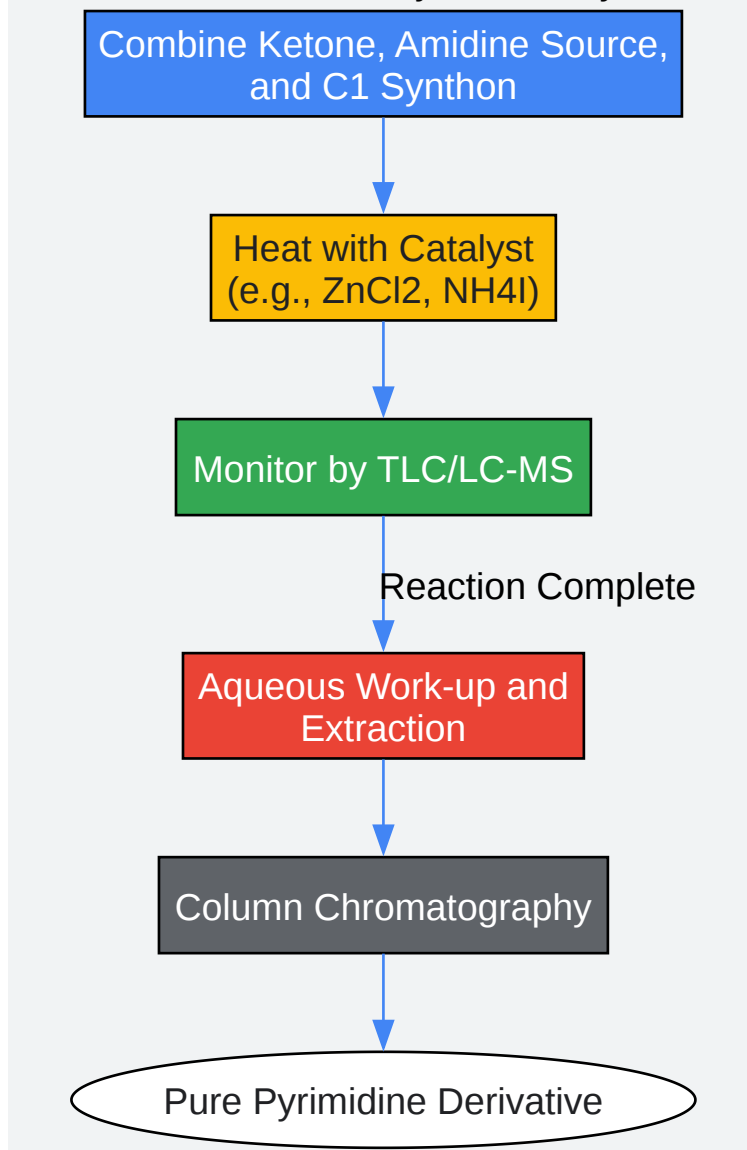 Combine Ketone, Amidine Source,
and C1 Synthon
Heat with Catalyst
(e.g., ZnCl2, NH4I)
Monitor by TLC/LC-MS
Reaction Complete
Aqueous Work-up and
Extraction
Column Chromatography
Pure Pyrimidine Derivative